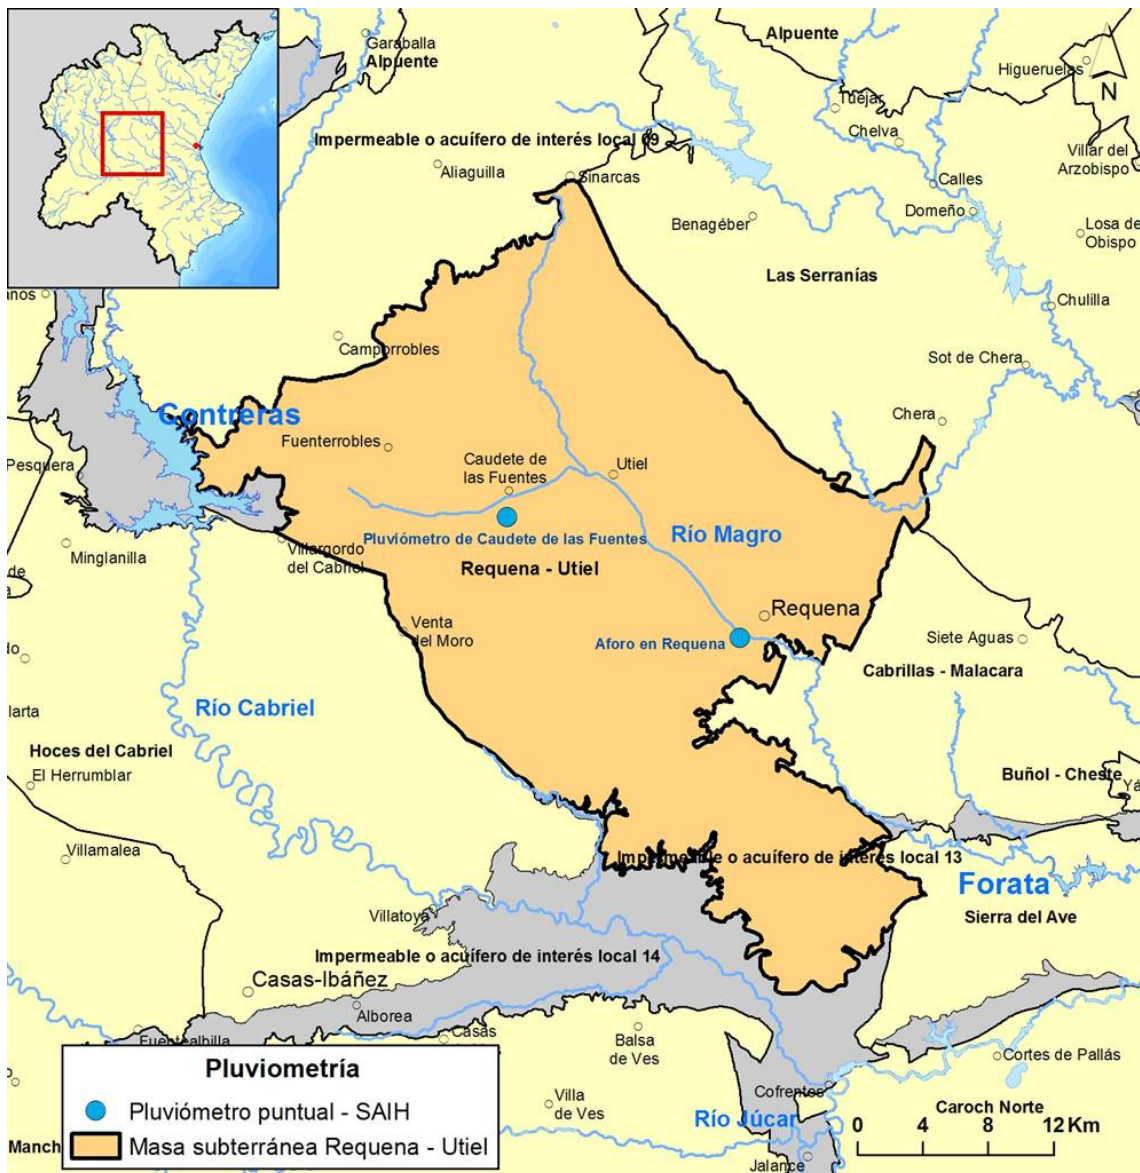 Garaballa
Alpuente
Alpuente
Higueruelas
N
Tuéjar
Chelva
Impermeable o acuífero de interés local 09
Aliaguilla
Sinarcas
Villar del
Arzobispo
Calles
Benagéber
Domeño
Losa de
Obispo
Las Serranías
Chulilla
Camporrobles
Sot de Chera
Contreras
Chera
Fuenterrobles
Caudete de
las Fuentes
Utiel
Pesquera
Pluviómetro de Caudete de las Fuentes
Río Magro
Minglanilla
Villargordo
del Cabriel
Requena - Utiel
Venta
del Moro
Requena
Aforo en Requena
Siete Aguas
Cabrillas - Malacara
Río Cabriel
Hoces del Cabriel
El Herrumblar
Buñol - Cheste
Villamalea
Impermeable o acuífero de interés local 13
Forata
Sierra del Ave
Villatoya
Impermeable o acuífero de interés local 14
Casas-Ibáñez
Alborea
Fuentealbilla
Casas
Balsa
de Ves
Cortes de Pallás
Cofrentes
Villa
de Ves
Río Júcar
Caroch Norte
0 4 8 12 Km
Jalance
Manch
Pluviometría
Pluviómetro puntual - SAIH
Masa subterránea Requena - Utiel